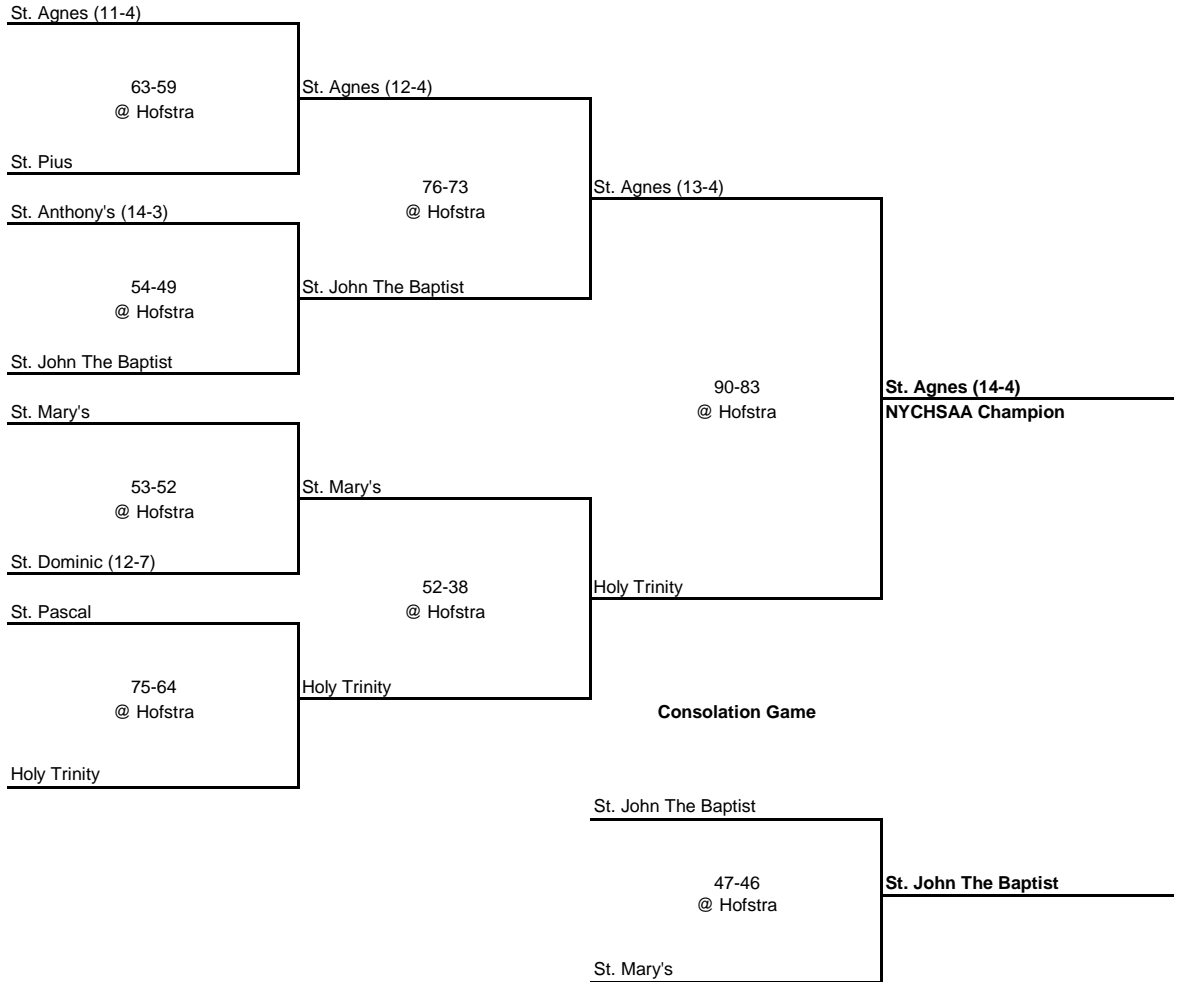 St. Agnes (11-4)
63-59
@ Hofstra
St. Agnes (12-4)
St. Pius
76-73
@ Hofstra
St. Agnes (13-4)
St. Anthony's (14-3)
54-49
@ Hofstra
St. John The Baptist
St. John The Baptist
90-83
@ Hofstra
St. Agnes (14-4)
NYCHSAA Champion
St. Mary's
53-52
@ Hofstra
St. Mary's
St. Dominic (12-7)
52-38
@ Hofstra
Holy Trinity
St. Pascal
75-64
@ Hofstra
Holy Trinity
Holy Trinity
Consolation Game
St. John The Baptist
47-46
@ Hofstra
St. John The Baptist
St. Mary's